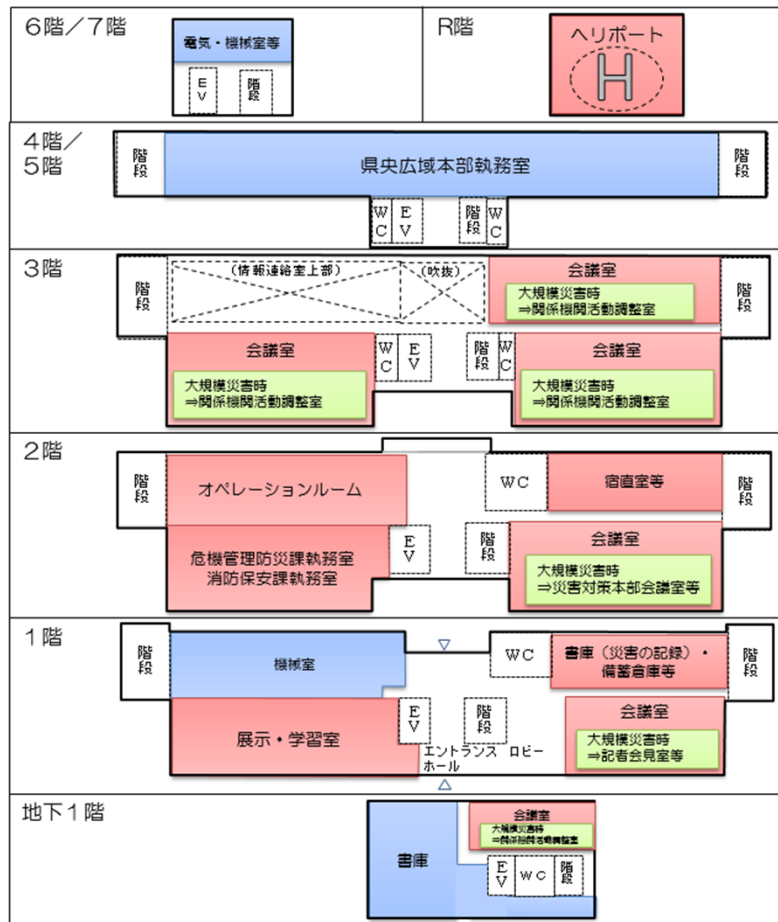 6階/7階
電気・機械室等
EV
階段
R階
ヘリポート
H
4階/
5階
階段
県央広域本部執務室
階段
WC
EV
階段
WC
3階
階段
(情報連絡室上部)
(吹抜)
会議室
大規模災害時
⇒関係機関活動調整室
階段
会議室
大規模災害時
⇒関係機関活動調整室
WC
EV
階段
WC
会議室
大規模災害時
⇒関係機関活動調整室
2階
階段
オペレーションルーム
WC
宿直室等
階段
危機管理防災課執務室
消防保安課執務室
EV
階段
会議室
大規模災害時
⇒災害対策本部会議室等
1階
階段
機械室
WC
書庫(災害の記録)・
備蓄倉庫等
階段
展示・学習室
EV
階段
エントランス ロビー
ホール
会議室
大規模災害時
⇒記者会見室等
地下1階
書庫
会議室
大規模災害時
⇒関係機関活動調整室
EV
WC
階段